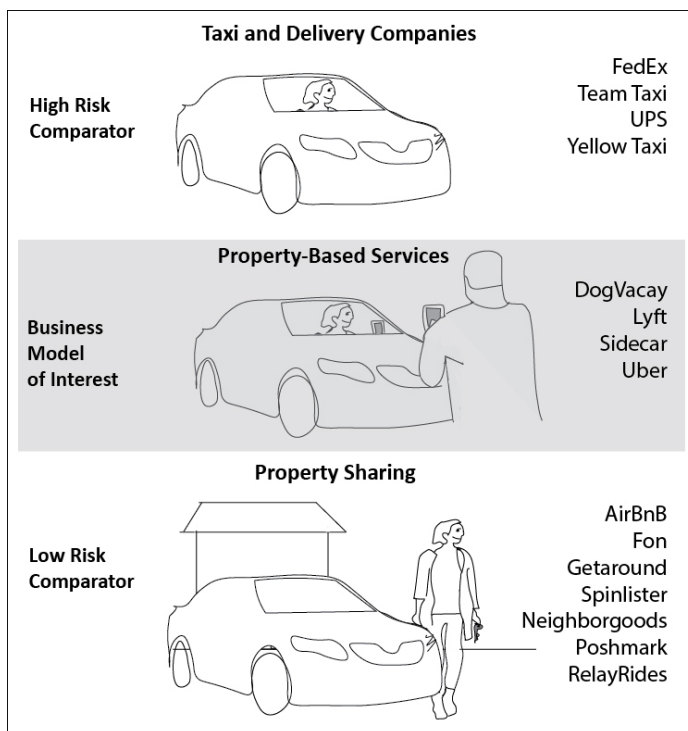 Taxi and Delivery Companies
High Risk
Comparator
FedEx
Team Taxi
UPS
Yellow Taxi
Property-Based Services
Business
Model
of Interest
DogVacay
Lyft
Sidecar
Uber
Property Sharing
Low Risk
Comparator
AirBnB
Fon
Getaround
Spinlister
Neighborgoods
Poshmark
RelayRides